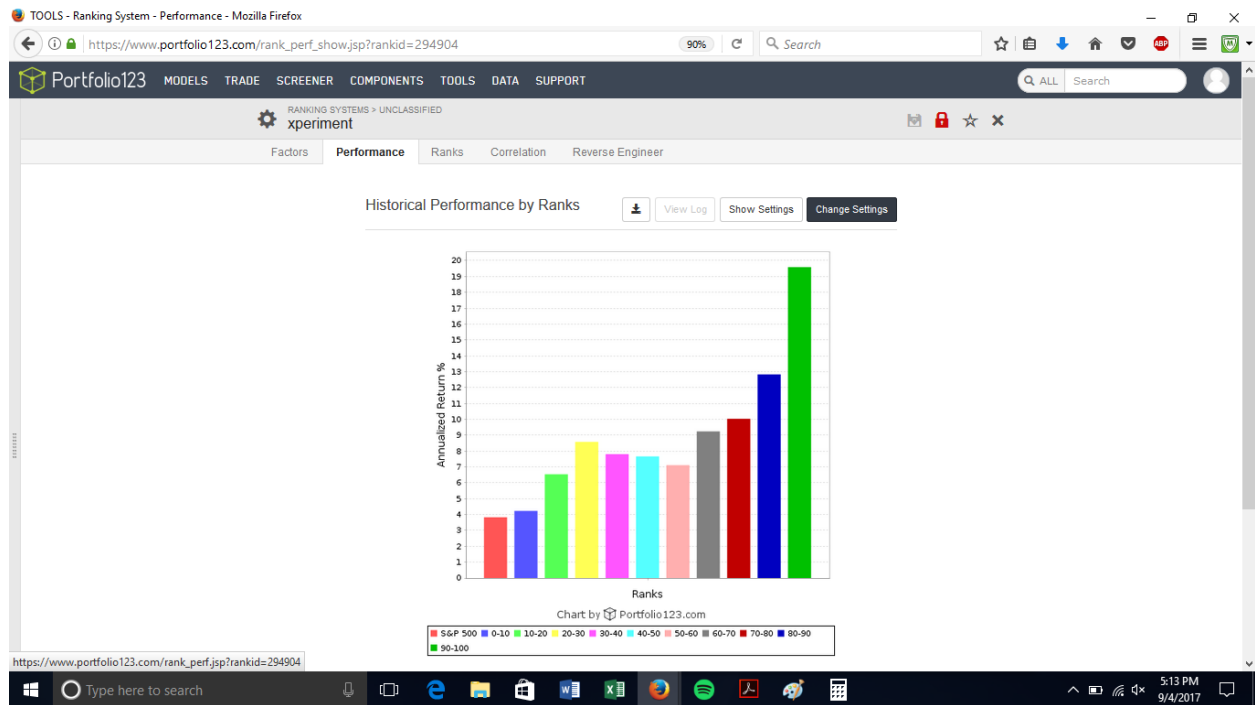 TOOLS - Ranking System - Performance - Mozilla Firefox
https://www.portfolio123.com/rank_perf_show.jsp?rankid=294904
90%
Search
ABP
Portfolio123 MODELS TRADE SCREENER COMPONENTS TOOLS DATA SUPPORT
ALL Search
RANKING SYSTEMS > UNCLASSIFIED
xperiment
Factors Performance Ranks Correlation Reverse Engineer
Historical Performance by Ranks
View Log Show Settings Change Settings
Annualized Return %
20
19
18
17
16
15
14
13
12
11
10
9
8
7
6
5
4
3
2
1
0
Ranks
Chart by Portfolio123.com
S&P 500 0-10 10-20 20-30 30-40 40-50 50-60 60-70 70-80 80-90
90-100
https://www.portfolio123.com/rank_perf.jsp?rankid=294904
Type here to search
5:13 PM
9/4/2017